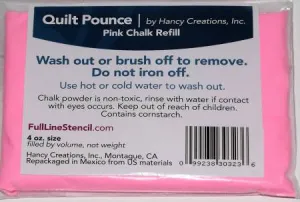 Quilt Pounce | by Hancy Creations, Inc.
Pink Chalk Refill
Wash out or brush off to remove.
Do not iron off.
Use hot or cold water to wash out.
Chalk powder is non-toxic, rinse with water if contact
with eyes occurs. Keep out of reach of children.
Contains cornstarch.
FullLineStencil.com
4 oz. size
filled by volume, not weight
Hancy Creations, Inc., Montague, CA
Repackaged in Mexico from US materials
0 99238 30323 6